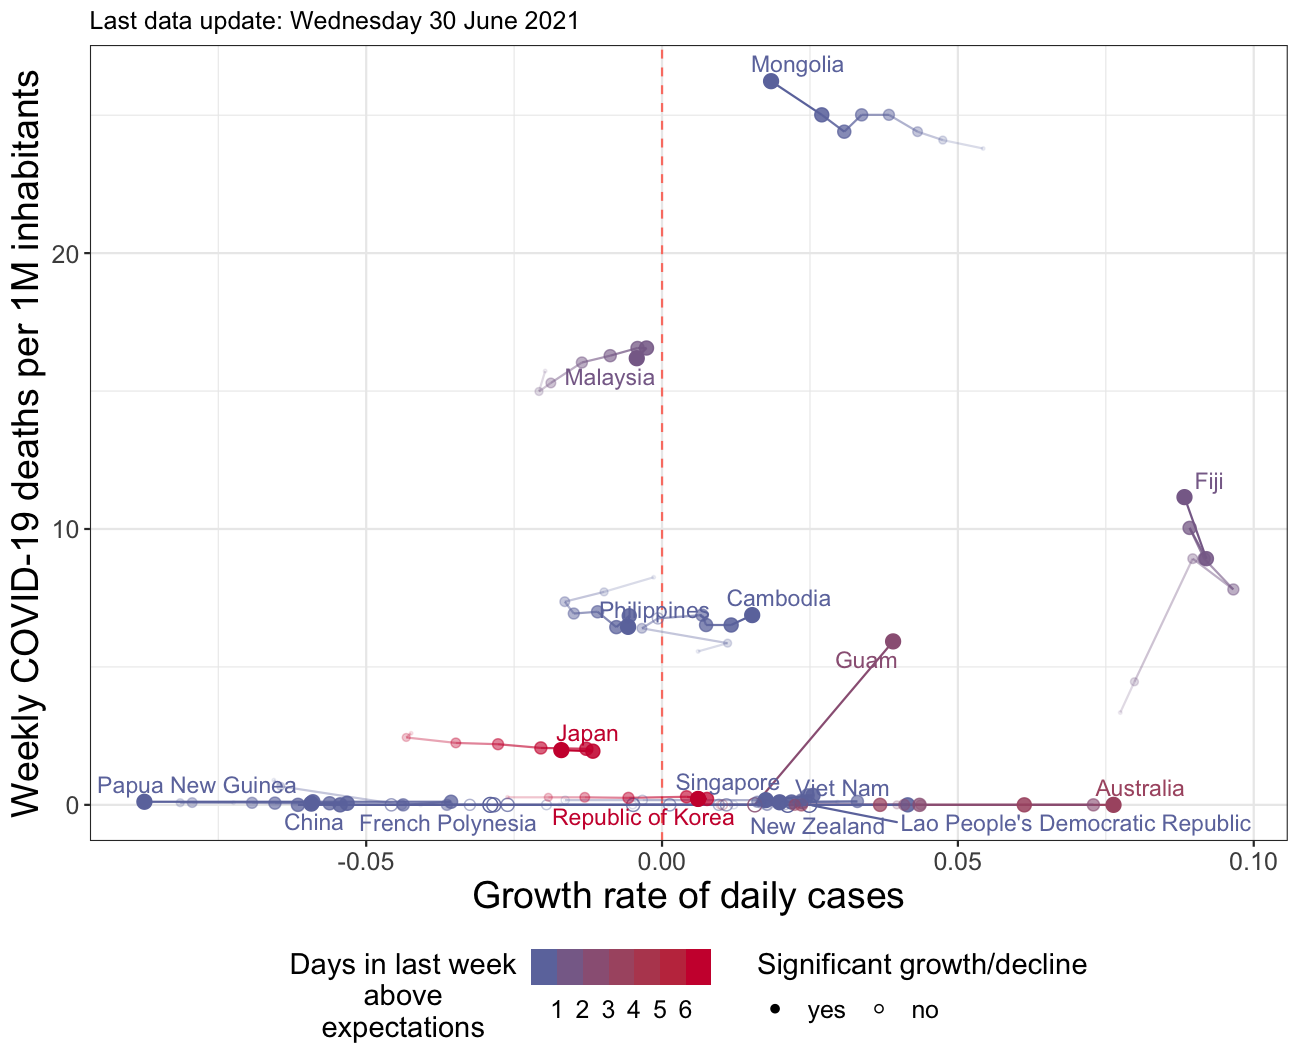 Last data update: Wednesday 30 June 2021
Weekly COVID-19 deaths per 1M inhabitants
Mongolia
20
Malaysia
Fiji
10
Philippines
Cambodia
Guam
Japan
Papua New Guinea
Singapore
Viet Nam
Australia
0
China
French Polynesia
Republic of Korea
New Zealand
Lao People's Democratic Republic
-0.05
0.00
0.05
0.10
Growth rate of daily cases
Days in last week
above
expectations
1 2 3 4 5 6
Significant growth/decline
yes
no